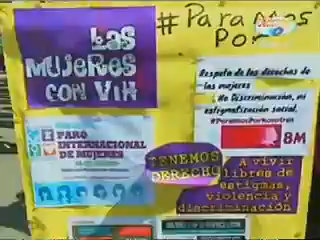 LAS
MUJERES
CON VIH
#Paramos
Por
Respeto de los derechos de
las mujeres
No Discriminación, ni
estigmatización social.
#ParamosPorNosotras
8M
PARO
INTERNACIONAL
DE MUJERES
TENEMOS
DERECHO
A VIVIR
LIBRES DE
ESTIGMAS,
VIOLENCIA Y
DISCRIMINACIÓN